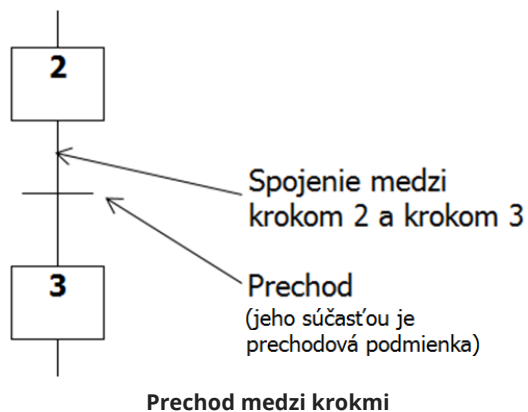 2
Spojenie medzi
krokom 2 a krokom 3
3
Prechod
(jeho súčasťou je
prechodová podmienka)
Prechod medzi krokmi